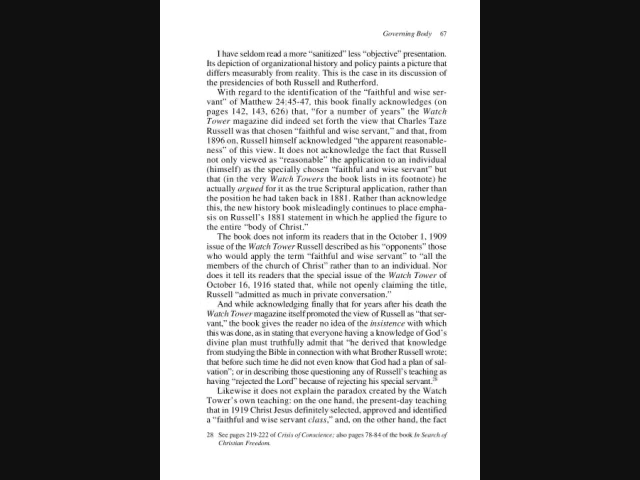 Governing Body 67
I have seldom read a more “sanitized” less “objective” presentation.
Its depiction of organizational history and policy paints a picture that
differs measurably from reality. This is the case in its discussion of
the presidencies of both Russell and Rutherford.
With regard to the identification of the “faithful and wise ser-
vant” of Matthew 24:45-47, this book finally acknowledges (on
pages 142, 143, 626) that, “for a number of years” the Watch
Tower magazine did indeed set forth the view that Charles Taze
Russell was that chosen “faithful and wise servant,” and that, from
1896 on, Russell himself acknowledged “the apparent reasonable-
ness” of this view. It does not acknowledge the fact that Russell
not only viewed as “reasonable” the application to an individual
(himself) as the specially chosen “faithful and wise servant” but
that (in the very Watch Towers the book lists in its footnote) he
actually argued for it as the true Scriptural application, rather than
the position he had taken back in 1881. Rather than acknowledge
this, the new history book misleadingly continues to place empha-
sis on Russell’s 1881 statement in which he applied the figure to
the entire “body of Christ.”
The book does not inform its readers that in the October 1, 1909
issue of the Watch Tower Russell described as his “opponents” those
who would apply the term “faithful and wise servant” to “all the
members of the church of Christ” rather than to an individual. Nor
does it tell its readers that the special issue of the Watch Tower of
October 16, 1916 stated that, while not openly claiming the title,
Russell “admitted as much in private conversation.”
And while acknowledging finally that for years after his death the
Watch Tower magazine itself promoted the view of Russell as “that ser-
vant,” the book gives the reader no idea of the insistence with which
this was done, as in stating that everyone having a knowledge of God’s
divine plan must truthfully admit that “he derived that knowledge
from studying the Bible in connection with what Brother Russell wrote;
that before such time he did not even know that God had a plan of sal-
vation”; or in describing those questioning any of Russell’s teaching as
having “rejected the Lord” because of rejecting his special servant.28
Likewise it does not explain the paradox created by the Watch
Tower’s own teaching: on the one hand, the present-day teaching
that in 1919 Christ Jesus definitely selected, approved and identified
a “faithful and wise servant class,” and, on the other hand, the fact
28 See pages 219-222 of Crisis of Conscience; also pages 78-84 of the book In Search of
Christian Freedom.